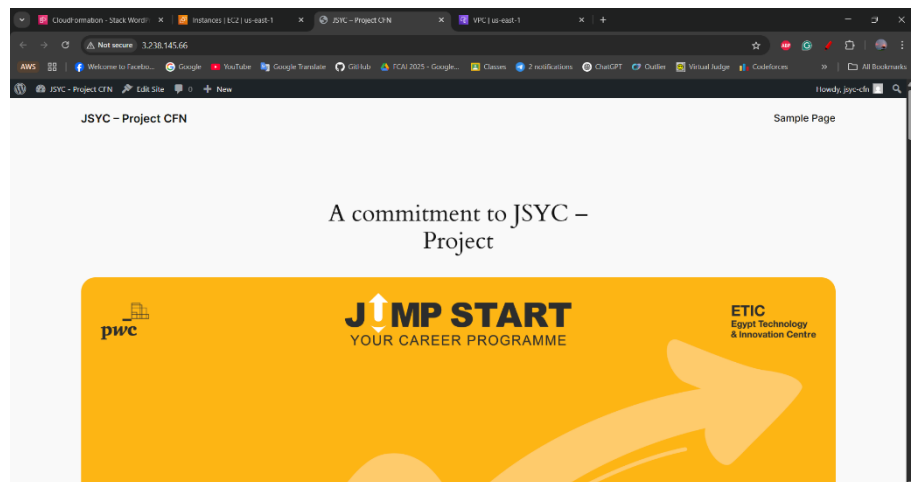 CloudFormation - Stack WordPr
Instances | EC2 | us-east-1
JSYC – Project CFN
VPC | us-east-1
Not secure 3.238.145.66
AWS
Welcome to Facebo...
Google
YouTube
Google Translate
GitHub
FCAI 2025 - Google...
Classes
2 notifications
ChatGPT
Outlier
Virtual Judge
Codeforces
»
All Bookmarks
JSYC - Project CFN
Edit Site
0
+ New
Howdy, jsyc-cfn
JSYC – Project CFN
Sample Page
A commitment to JSYC –
Project
pwc
JUMP START
YOUR CAREER PROGRAMME
ETIC
Egypt Technology
& Innovation Centre